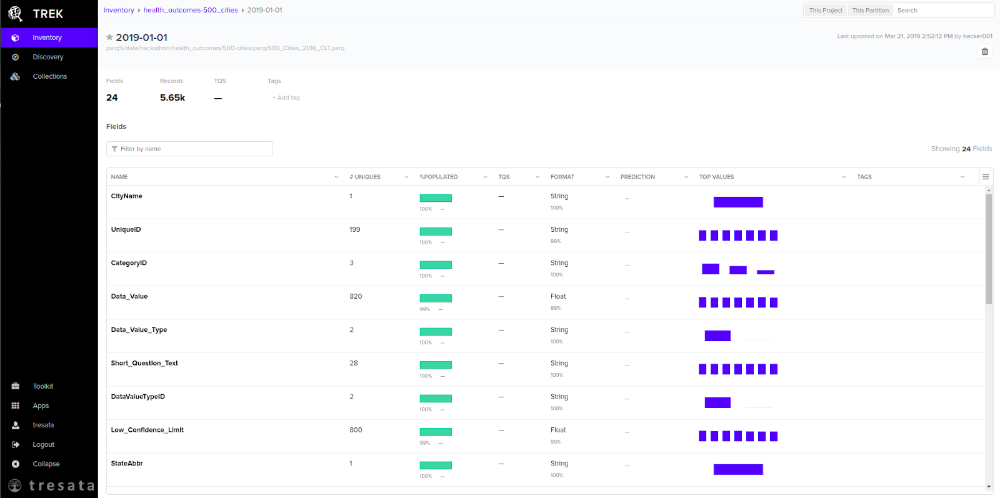 TREK
Inventory
Discovery
Collections
Toolkit
Apps
tresata
Logout
Collapse
tresata
Inventory health_outcomes-500_cities 2019-01-01
This Project This Partition Search
2019-01-01
parq%/data/hackathon/health_outcomes/500-cities/parq/500_Cities_2016_CLT.parq
Last updated on Mar 21, 2019 2:52:12 PM by hacker001
Fields Records TQS Tags
24 5.65k — + Add tag
Fields
Filter by name
Showing 24 Fields
NAME # UNIQUES %POPULATED TQS FORMAT PREDICTION TOP VALUES TAGS
CityName 1 — String —
100% — 100%
UniqueID 199 — String —
100% — 99%
CategoryID 3 — String —
100% — 100%
Data_Value 820 — Float —
99% — 99%
Data_Value_Type 2 — String —
100% — 100%
Short_Question_Text 28 — String —
100% — 100%
DataValueTypeID 2 — String —
100% — 100%
Low_Confidence_Limit 800 — Float —
99% — 99%
StateAbbr 1 — String —
100% — 100%